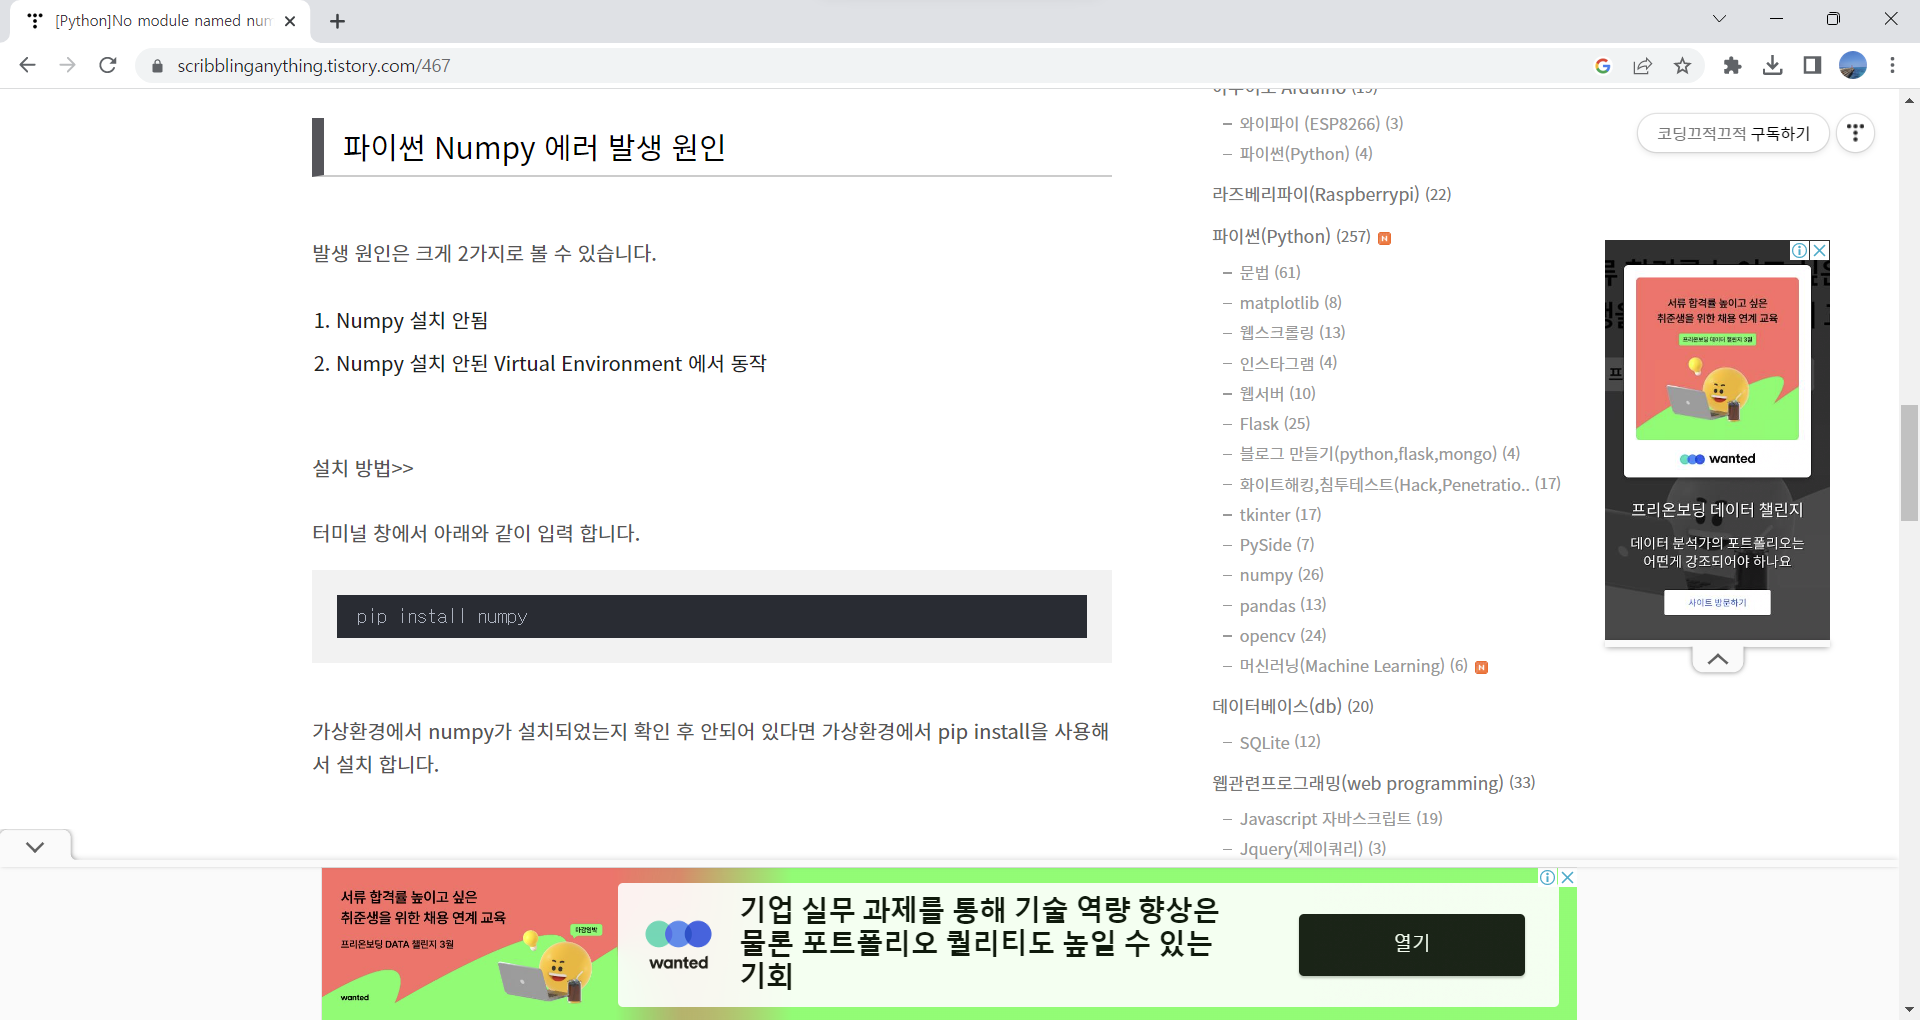 [Python]No module named num
scribblinganything.tistory.com/467
파이썬 Numpy 에러 발생 원인
발생 원인은 크게 2가지로 볼 수 있습니다.
1. Numpy 설치 안됨
2. Numpy 설치 안된 Virtual Environment 에서 동작
설치 방법>>
터미널 창에서 아래와 같이 입력 합니다.
pip install numpy
가상환경에서 numpy가 설치되었는지 확인 후 안되어 있다면 가상환경에서 pip install을 사용해
서 설치 합니다.
아두이노 Arduino (19)
– 와이파이 (ESP8266) (3)
– 파이썬(Python) (4)
라즈베리파이(Raspberrypi) (22)
파이썬(Python) (257) N
– 문법 (61)
– matplotlib (8)
– 웹스크롤링 (13)
– 인스타그램 (4)
– 웹서버 (10)
– Flask (25)
– 블로그 만들기(python,flask,mongo) (4)
– 화이트해킹,침투테스트(Hack,Penetratio.. (17)
– tkinter (17)
– PySide (7)
– numpy (26)
– pandas (13)
– opencv (24)
– 머신러닝(Machine Learning) (6) N
데이터베이스(db) (20)
– SQLite (12)
웹관련프로그래밍(web programming) (33)
– Javascript 자바스크립트 (19)
– Jquery(제이쿼리) (3)
코딩끄적끄적 구독하기
서류 합격률 높이고 싶은
취준생을 위한 채용 연계 교육
프리온보딩 데이터 챌린지 3월
wanted
프리온보딩 데이터 챌린지
데이터 분석가의 포트폴리오는
어떤게 강조되어야 하나요
사이트 방문하기
서류 합격률 높이고 싶은
취준생을 위한 채용 연계 교육
프리온보딩 DATA 챌린지 3월
wanted
wanted
기업 실무 과제를 통해 기술 역량 향상은
물론 포트폴리오 퀄리티도 높일 수 있는
기회
열기